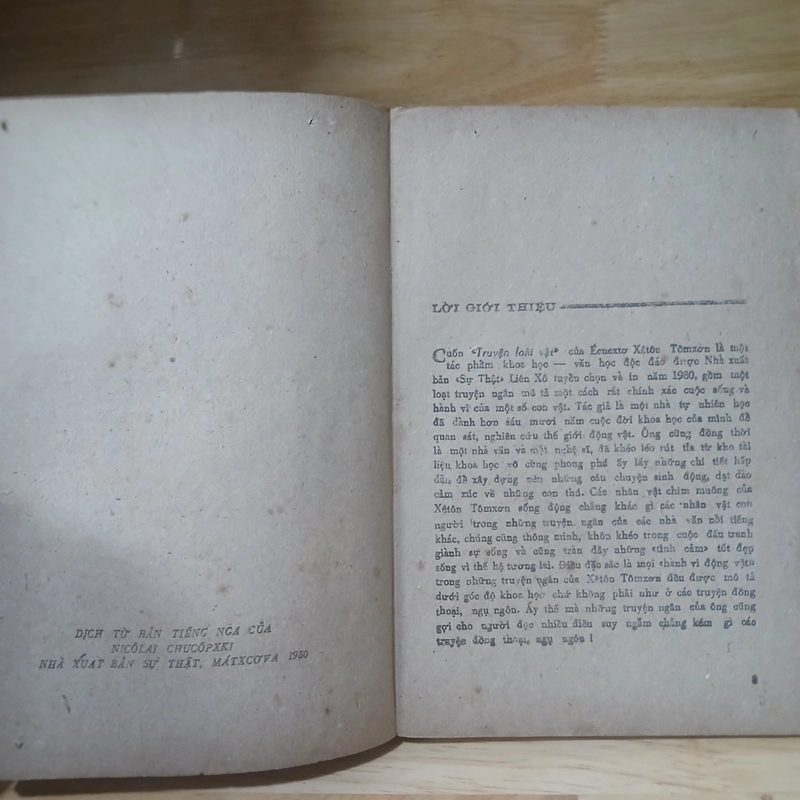 DỊCH TỪ BẢN TIẾNG NGA CỦA
NICÔLAI CHUCÔPXKI
NHÀ XUẤT BẢN SỰ THẬT, MÁTXCƠVA 1980
LỜI GIỚI THIỆU
Cuốn «Truyện loài vật» của Écnextơ Xêtôn Tômxơn là một
tác phẩm khoa học — văn học độc đáo được Nhà xuất
bản «Sự Thật» Liên Xô tuyển chọn và in năm 1980, gồm một
loạt truyện ngắn mô tả một cách rất chính xác cuộc sống và
hành vi của một số con vật. Tác giả là một nhà tự nhiên học
đã dành hơn sáu mươi năm cuộc đời khoa học của mình để
quan sát, nghiên cứu thế giới động vật. Ông cũng đồng thời
là một nhà văn và một nghệ sĩ, đã khéo léo rút tỉa từ kho tài
liệu khoa học vô cùng phong phú ấy lấy những chi tiết hấp
dẫn để xây dựng nên những câu chuyện sinh động, dạt dào
cảm xúc về những con thú. Các nhân vật chim muông của
Xêtôn Tômxơn sống động chẳng khác gì các nhân vật con
người trong những truyện ngắn của các nhà văn nổi tiếng
khác, chúng cũng thông minh, khôn khéo trong cuộc đấu tranh
giành sự sống và cũng tràn đầy những «tình cảm» tốt đẹp
sống vì thế hệ tương lai. Điều đặc sắc là mọi «hành vi động vật»
trong những truyện ngắn của Xêtôn Tômxơn đều được mô tả
dưới góc độ khoa học chứ không phải như ở các truyện đồng
thoại, ngụ ngôn. Ấy thế mà những truyện ngắn của ông cũng
gợi cho người đọc nhiều điều suy ngẫm chẳng kém gì các
truyện đồng thoại, ngụ ngôn !